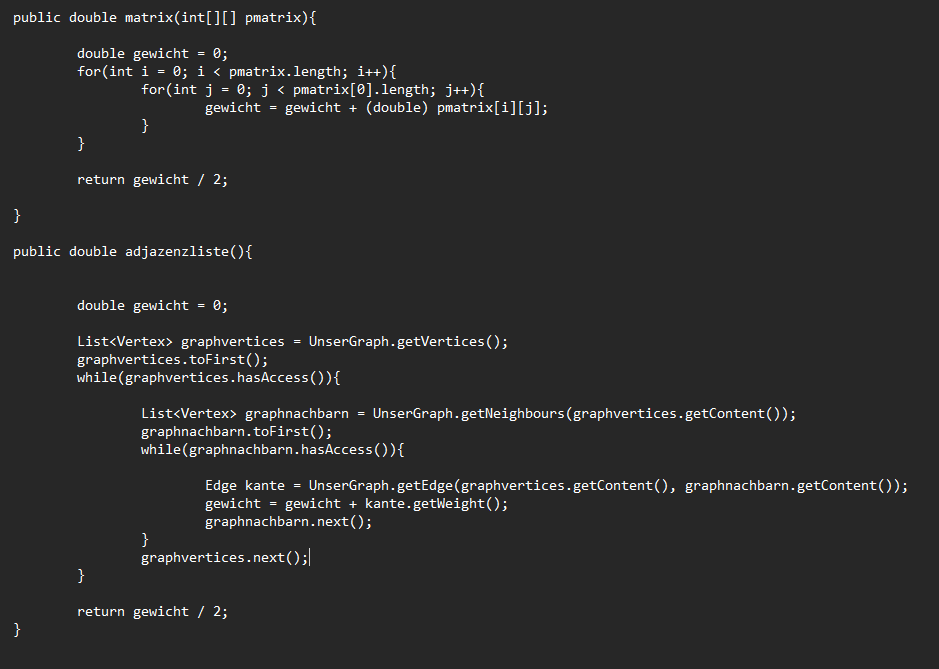 public double matrix(int[][] pmatrix){
double gewicht = 0;
for(int i = 0; i < pmatrix.length; i++){
for(int j = 0; j < pmatrix[0].length; j++){
gewicht = gewicht + (double) pmatrix[i][j];
}
}
return gewicht / 2;
}
public double adjazenzliste(){
double gewicht = 0;
List<Vertex> graphvertices = UnserGraph.getVertices();
graphvertices.toFirst();
while(graphvertices.hasAccess()){
List<Vertex> graphnachbarn = UnserGraph.getNeighbours(graphvertices.getContent());
graphnachbarn.toFirst();
while(graphnachbarn.hasAccess()){
Edge kante = UnserGraph.getEdge(graphvertices.getContent(), graphnachbarn.getContent());
gewicht = gewicht + kante.getWeight();
graphnachbarn.next();
}
graphvertices.next();
}
return gewicht / 2;
}